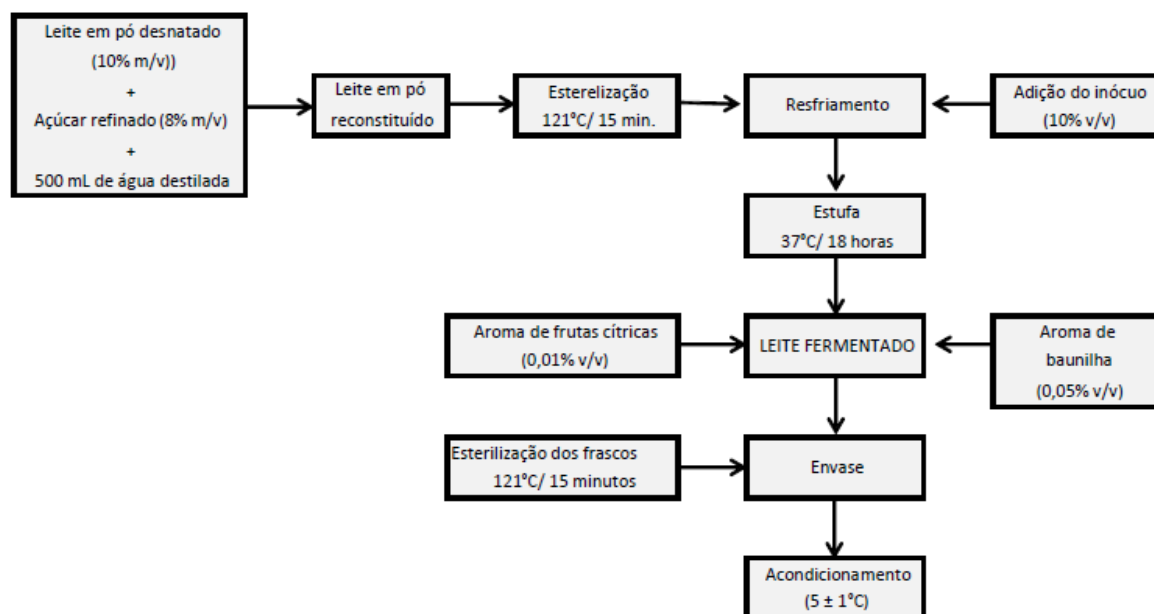 Leite em pó desnatado
(10% m/v))
+
Açúcar refinado (8% m/v)
+
500 mL de água destilada
Leite em pó
reconstituído
Esterelização
121°C/ 15 min.
Resfriamento
Adição do inócuo
(10% v/v)
Estufa
37°C/ 18 horas
Aroma de frutas cítricas
(0,01% v/v)
LEITE FERMENTADO
Aroma de
baunilha
(0,05% v/v)
Esterilização dos frascos
121°C/ 15 minutos
Envase
Acondicionamento
(5 ± 1°C)